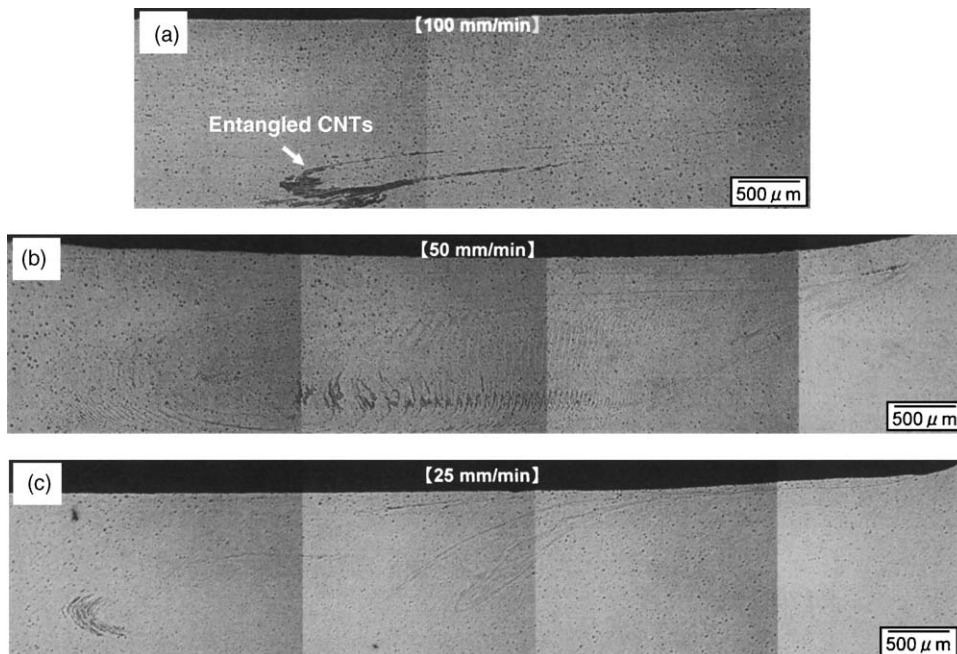 (a)
【100 mm/min】
Entangled CNTs
500 μm
(b)
【50 mm/min】
500 μm
(c)
【25 mm/min】
500 μm